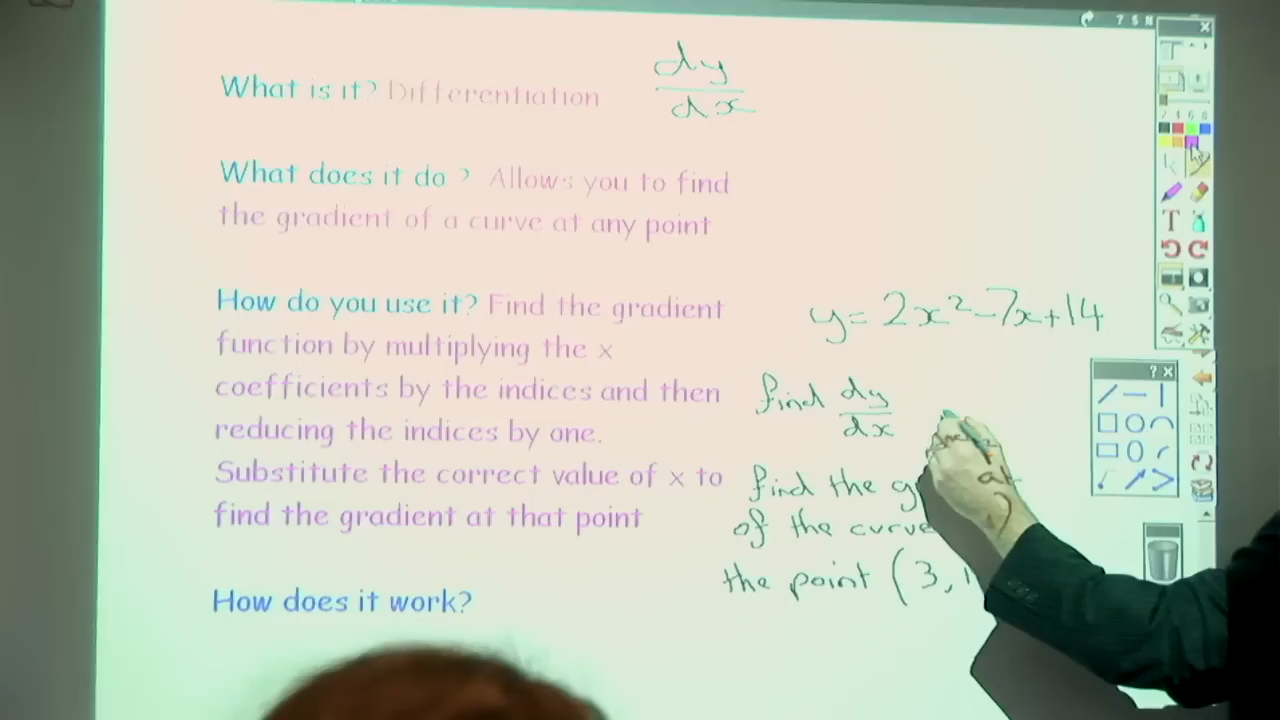 What is it? Differentiation
dy
dx
What does it do ? Allows you to find
the gradient of a curve at any point
How do you use it? Find the gradient
function by multiplying the x
coefficients by the indices and then
reducing the indices by one.
Substitute the correct value of x to
find the gradient at that point
y=2x²-7x+14
find dy
dx
find the
of the curve
at
the point (3,
How does it work?